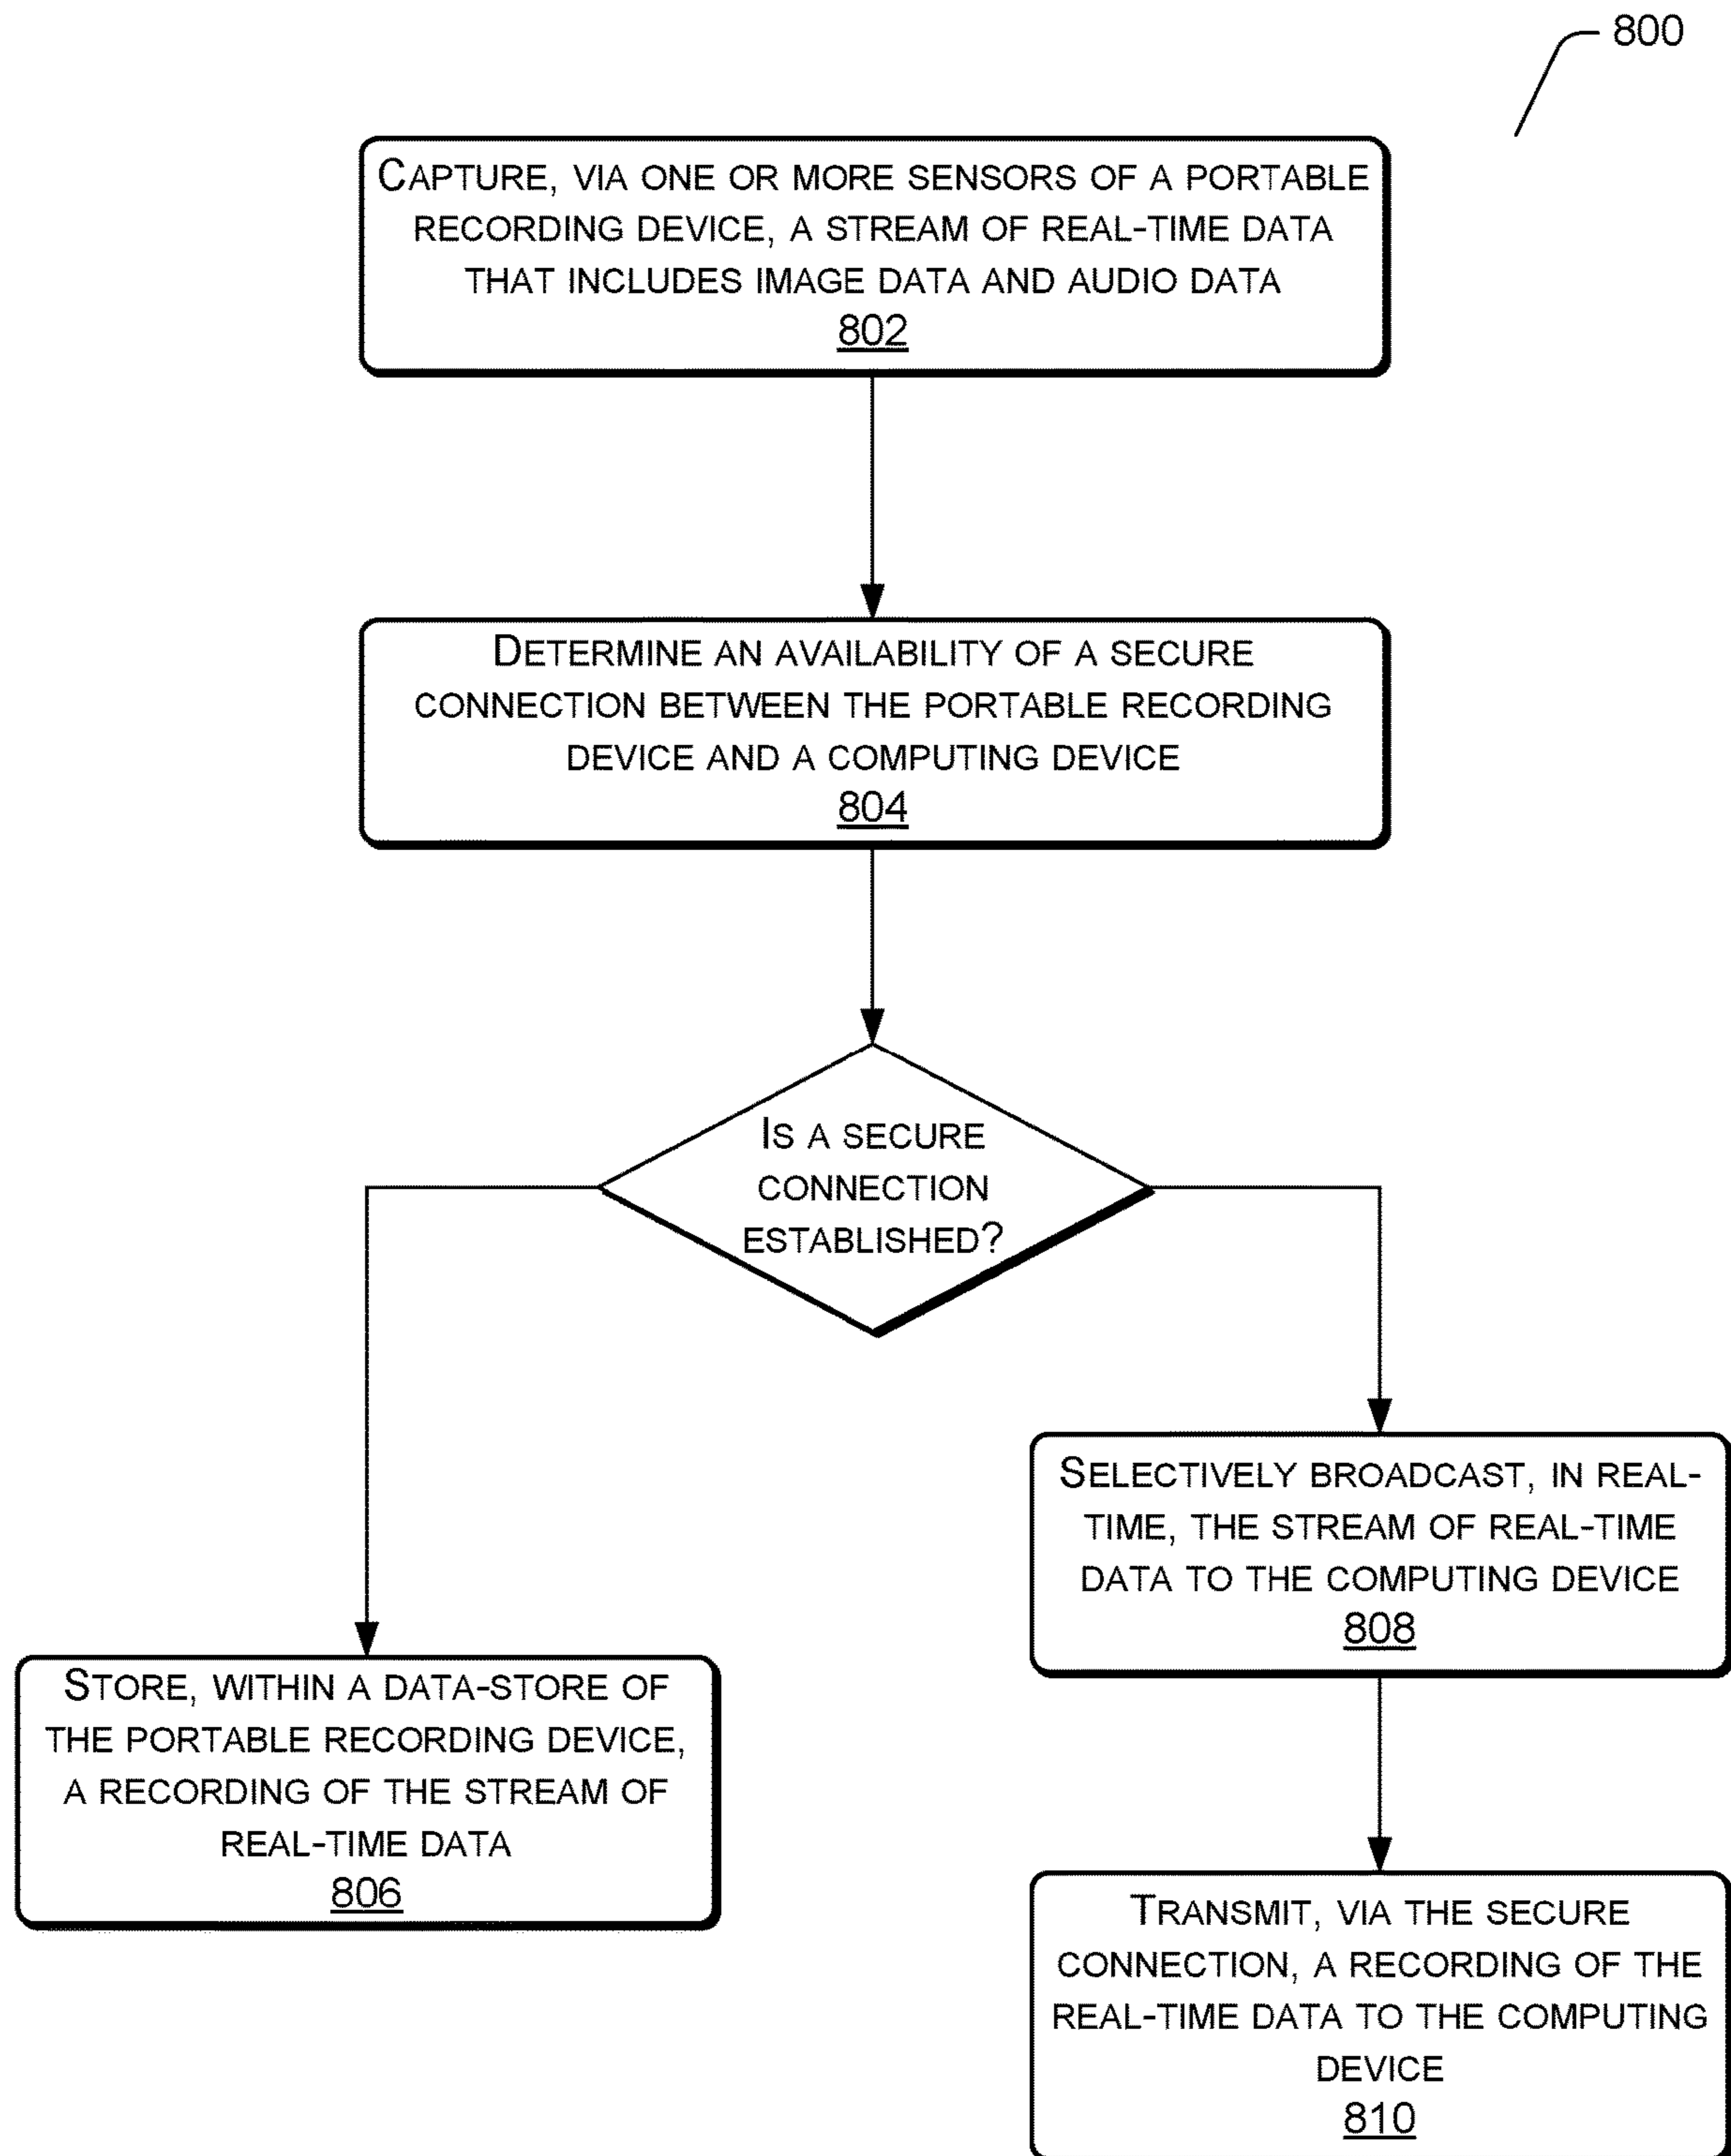 800
CAPTURE, VIA ONE OR MORE SENSORS OF A PORTABLE
RECORDING DEVICE, A STREAM OF REAL-TIME DATA
THAT INCLUDES IMAGE DATA AND AUDIO DATA
802
DETERMINE AN AVAILABILITY OF A SECURE
CONNECTION BETWEEN THE PORTABLE RECORDING
DEVICE AND A COMPUTING DEVICE
804
IS A SECURE
CONNECTION
ESTABLISHED?
SELECTIVELY BROADCAST, IN REAL-
TIME, THE STREAM OF REAL-TIME
DATA TO THE COMPUTING DEVICE
808
STORE, WITHIN A DATA-STORE OF
THE PORTABLE RECORDING DEVICE,
A RECORDING OF THE STREAM OF
REAL-TIME DATA
806
TRANSMIT, VIA THE SECURE
CONNECTION, A RECORDING OF THE
REAL-TIME DATA TO THE COMPUTING
DEVICE
810